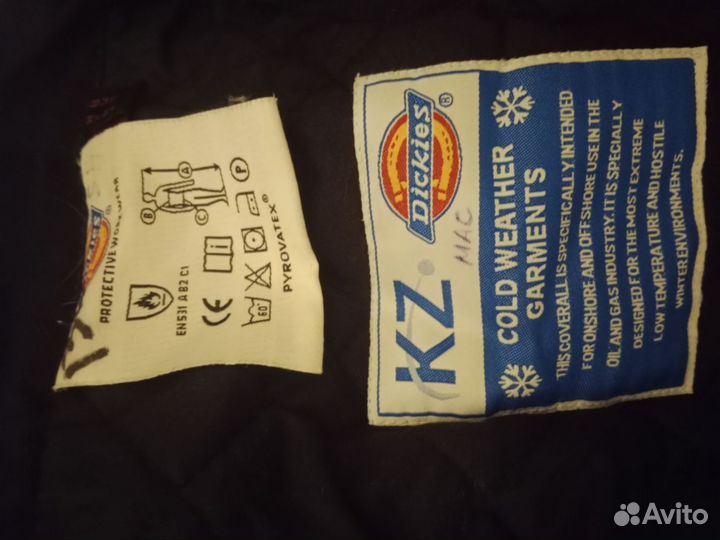 PROTECTIVE WORKWEAR
EN531 A B2 C1
A
B
C
P
i
CE
60°
PYROVATEX®
Dickies®
KZ
MAC
COLD WEATHER
GARMENTS
THIS COVERALL IS SPECIFICALLY INTENDED
FOR ONSHORE AND OFFSHORE USE IN THE
OIL AND GAS INDUSTRY. IT IS SPECIALLY
DESIGNED FOR THE MOST EXTREME
LOW TEMPERATURE AND HOSTILE
WINTER ENVIRONMENTS.
Avito